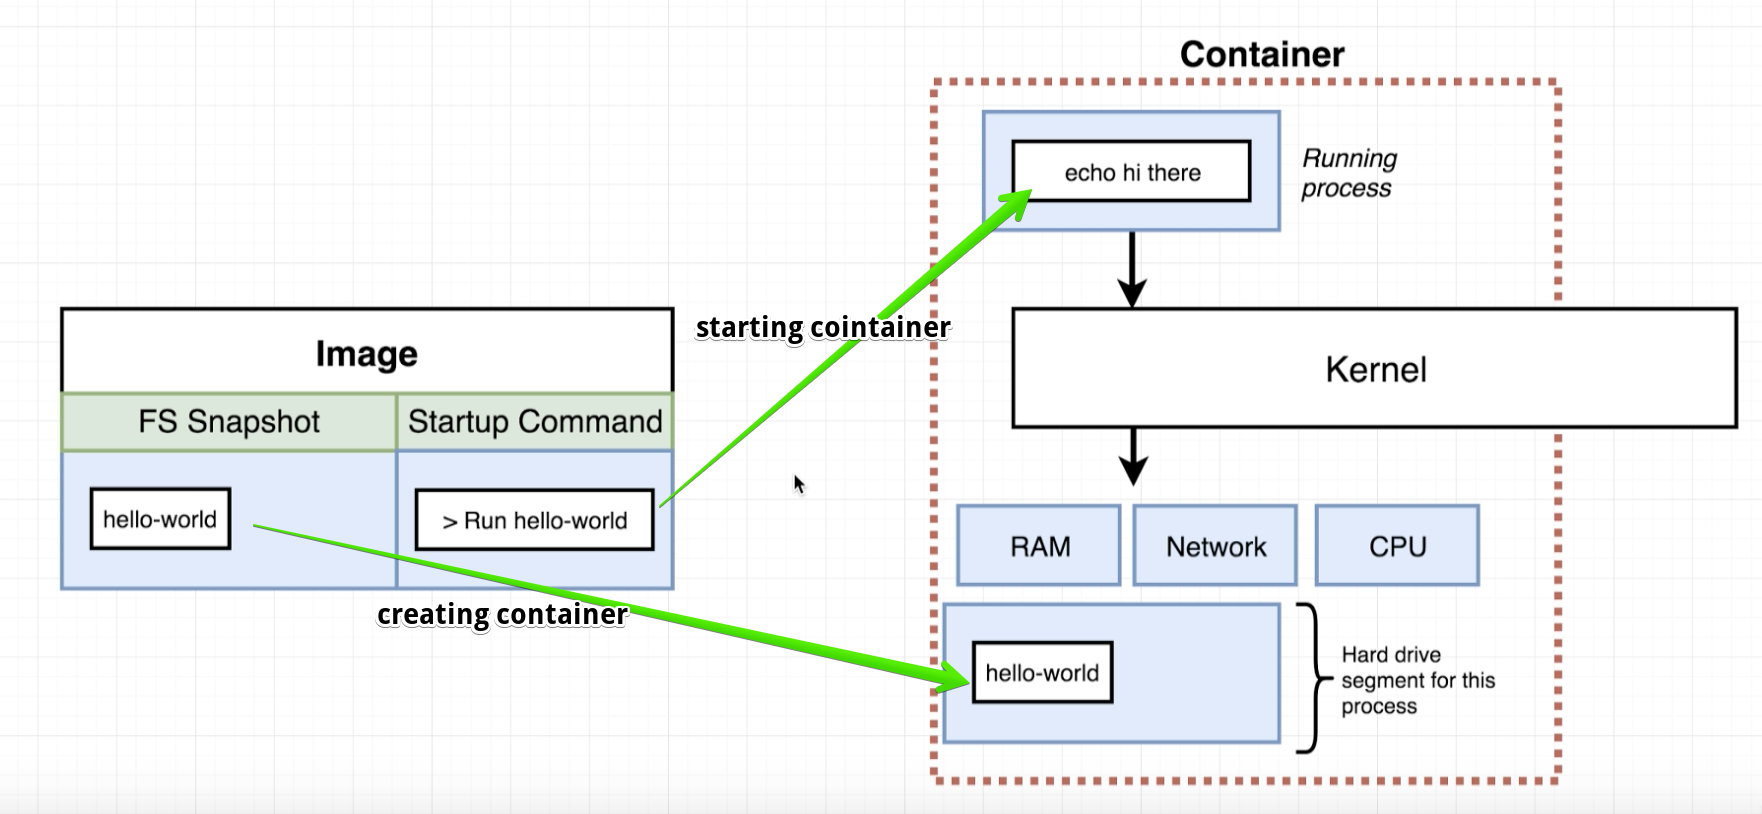 Container
echo hi there
Running
process
starting cointainer
Image
Kernel
FS Snapshot
Startup Command
hello-world
> Run hello-world
RAM
Network
CPU
creating container
hello-world
Hard drive
segment for this
process